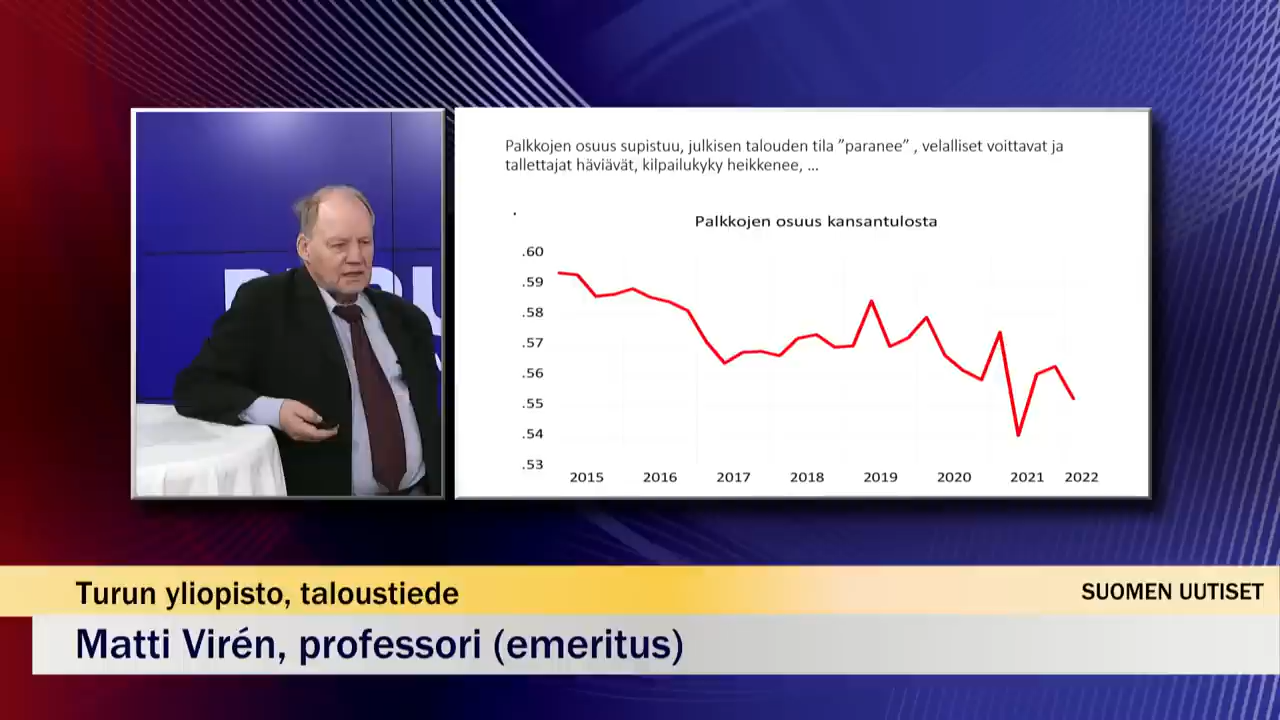 Palkkojen osuus supistuu, julkisen talouden tila ”paranee” , velalliset voittavat ja
tallettajat häviävät, kilpailukyky heikkenee, ...
.
Palkkojen osuus kansantulosta
.60
.59
.58
.57
.56
.55
.54
.53
2015 2016 2017 2018 2019 2020 2021 2022
Turun yliopisto, taloustiede
SUOMEN UUTISET
Matti Virén, professori (emeritus)